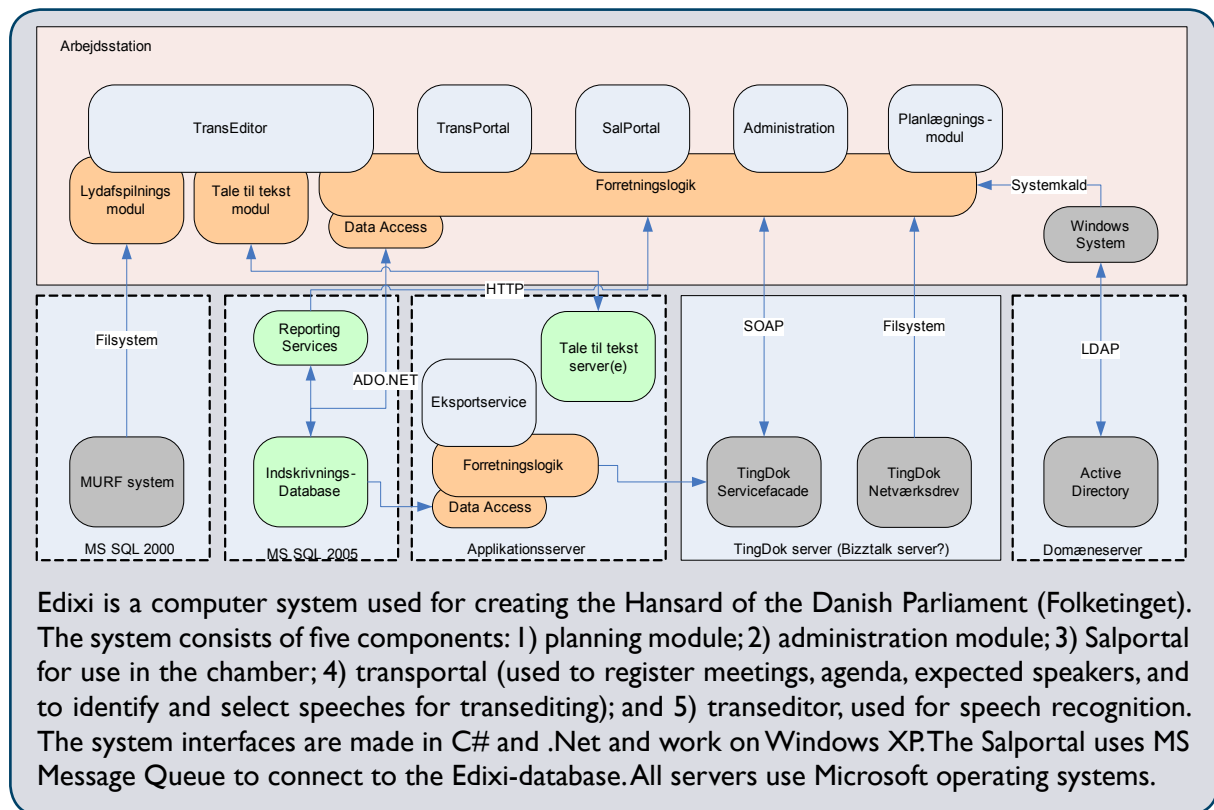 Arbejdsstation
TransEditor
TransPortal
SalPortal
Administration
Planlægnings-
modul
Lydafspilnings
modul
Tale til tekst
modul
Forretningslogik
Data Access
Systemkald
Windows
System
HTTP
Filsystem
Reporting
Services
ADO.NET
Tale til tekst
server(e)
SOAP
Filsystem
LDAP
Eksportservice
MURF system
Indskrivnings-
Database
Forretningslogik
Data Access
TingDok
Servicefacade
TingDok
Netværksdrev
Active
Directory
MS SQL 2000
MS SQL 2005
Applikationsserver
TingDok server (Bizztalk server?)
Domæneserver
Edixi is a computer system used for creating the Hansard of the Danish Parliament (Folketinget).
The system consists of five components: 1) planning module; 2) administration module; 3) Salportal
for use in the chamber; 4) transportal (used to register meetings, agenda, expected speakers, and
to identify and select speeches for transediting); and 5) transeditor, used for speech recognition.
The system interfaces are made in C# and .Net and work on Windows XP. The Salportal uses MS
Message Queue to connect to the Edixi-database. All servers use Microsoft operating systems.